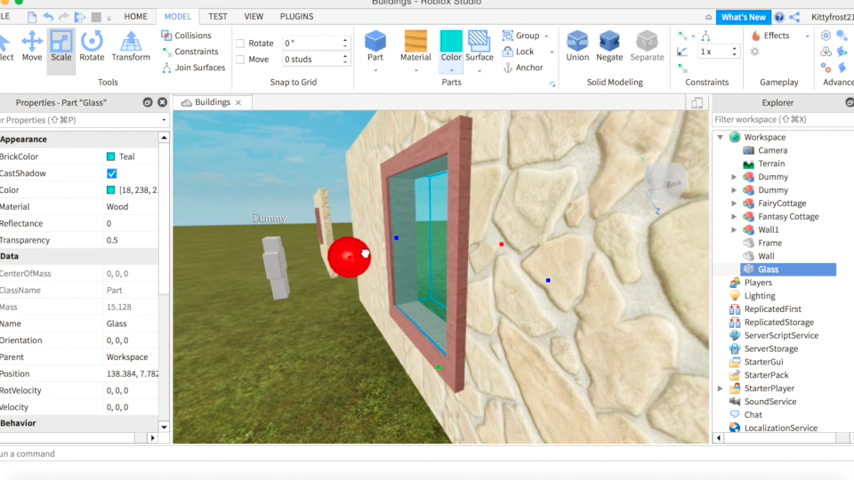 Buildings - Roblox Studio
LE HOME MODEL TEST VIEW PLUGINS What's New Kittyfrost21
lect Move Scale Rotate Transform
Collisions
Constraints
Join Surfaces
Tools
Rotate 0 °
Move 0 studs
Snap to Grid
Part Material Color Surface
Group
Lock
Anchor
Parts
Union Negate Separate
Solid Modeling
1 x
Constraints
Effects
Gameplay
Advance
Properties - Part "Glass"
er Properties (⇧⌘P)
Appearance
BrickColor Teal
CastShadow
Color [18, 238, 2
Material Wood
Reflectance 0
Transparency 0.5
Data
CenterOfMass 0, 0, 0
ClassName Part
Mass 15.128
Name Glass
Orientation 0, 0, 0
Parent Workspace
Position 138.384, 7.782
RotVelocity 0, 0, 0
Velocity 0, 0, 0
Behavior
Buildings
Dummy
Back
Z
Explorer
Filter workspace (⇧⌘X)
Workspace
Camera
Terrain
Dummy
Dummy
FairyCottage
Fantasy Cottage
Wall1
Frame
Wall
Glass
Players
Lighting
ReplicatedFirst
ReplicatedStorage
ServerScriptService
ServerStorage
StarterGui
StarterPack
StarterPlayer
SoundService
Chat
LocalizationService
un a command